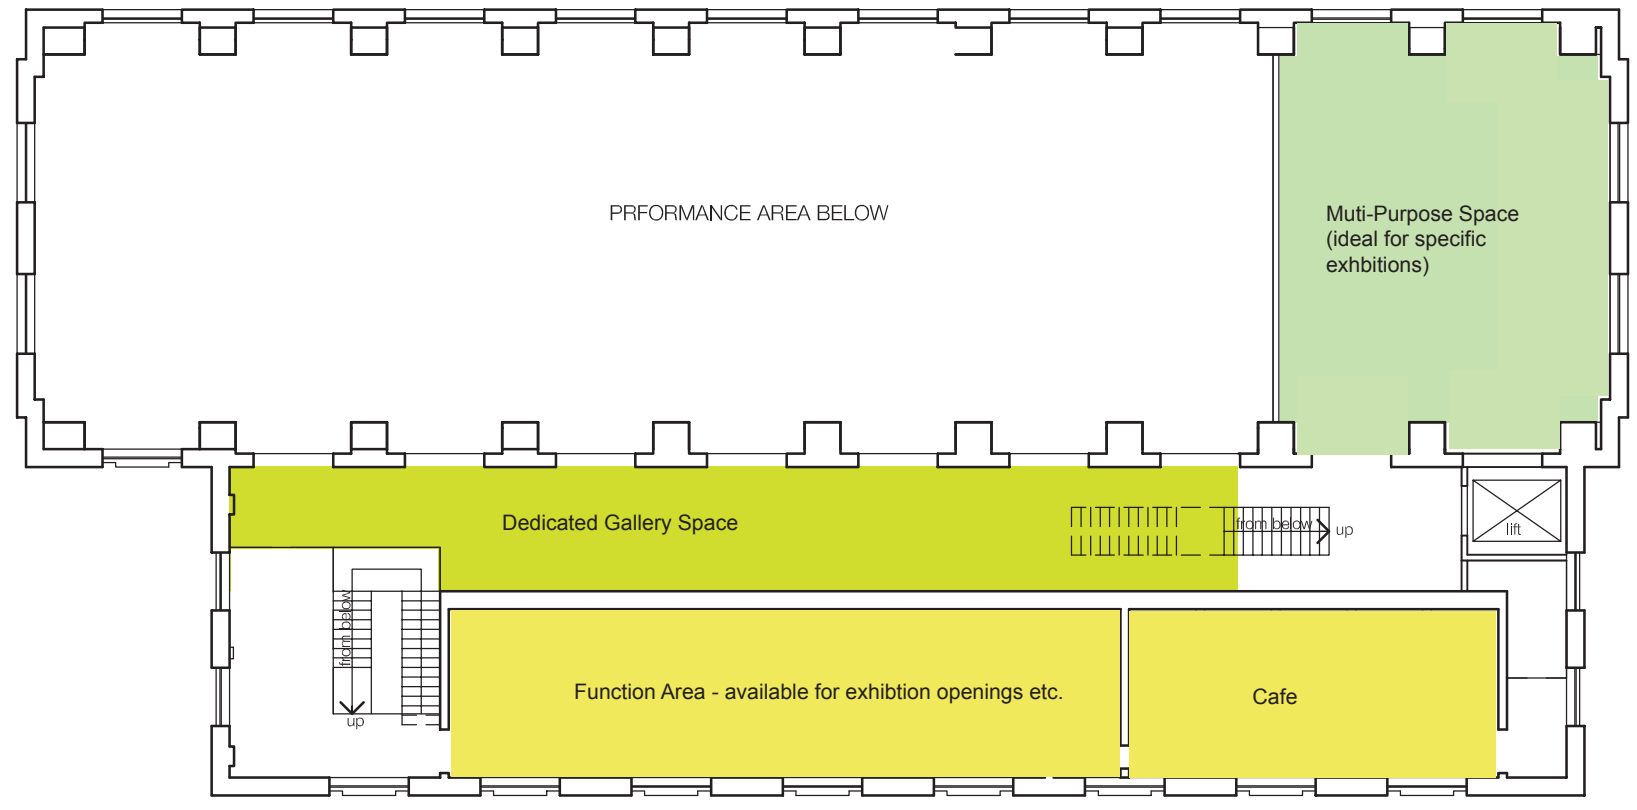 PRFORMANCE AREA BELOW
Muti-Purpose Space
(ideal for specific
exhbitions)
Dedicated Gallery Space
from below
up
lift
from below
up
Function Area - available for exhibtion openings etc.
Cafe